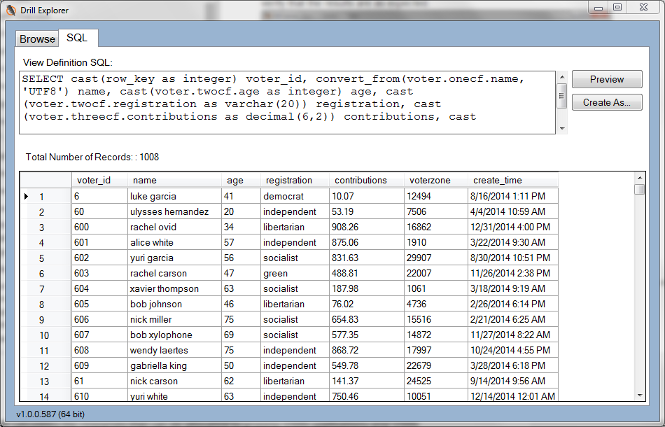 verify that the results are as expected.
Drill Explorer
Browse
SQL
View Definition SQL:
SELECT cast(row_key as integer) voter_id, convert_from(voter.onecf.name,
'UTF8') name, cast(voter.twocf.age as integer) age, cast
(voter.twocf.registration as varchar(20)) registration, cast
(voter.threecf.contributions as decimal(6,2)) contributions, cast
Preview
Create As...
Total Number of Records: : 1008
voter_id name age registration contributions voterzone create_time
1 6 luke garcia 41 democrat 10.07 12494 8/16/2014 1:11 PM
2 60 ulysses hernandez 20 independent 53.19 7506 4/4/2014 10:59 AM
3 600 rachel ovid 34 libertarian 908.26 16862 12/31/2014 4:00 PM
4 601 alice white 57 independent 875.06 1910 3/22/2014 9:30 AM
5 602 yuri garcia 56 socialist 831.63 29907 8/30/2014 10:51 PM
6 603 rachel carson 47 green 488.81 22007 11/26/2014 2:38 PM
7 604 xavier thompson 63 socialist 187.98 1061 3/18/2014 9:19 AM
8 605 bob johnson 46 libertarian 76.02 4736 2/26/2014 6:14 PM
9 606 nick miller 75 socialist 654.83 15516 2/21/2014 6:25 AM
10 607 bob xylophone 69 socialist 577.35 14872 11/27/2014 8:22 AM
11 608 wendy laertes 75 independent 868.72 17997 10/24/2014 4:55 PM
12 609 gabriella king 50 independent 549.78 22679 3/28/2014 6:18 PM
13 61 nick carson 62 libertarian 141.37 24525 9/14/2014 9:56 AM
14 610 yuri white 63 independent 750.46 10051 12/14/2014 12:01 AM
v1.0.0.587 (64 bit)